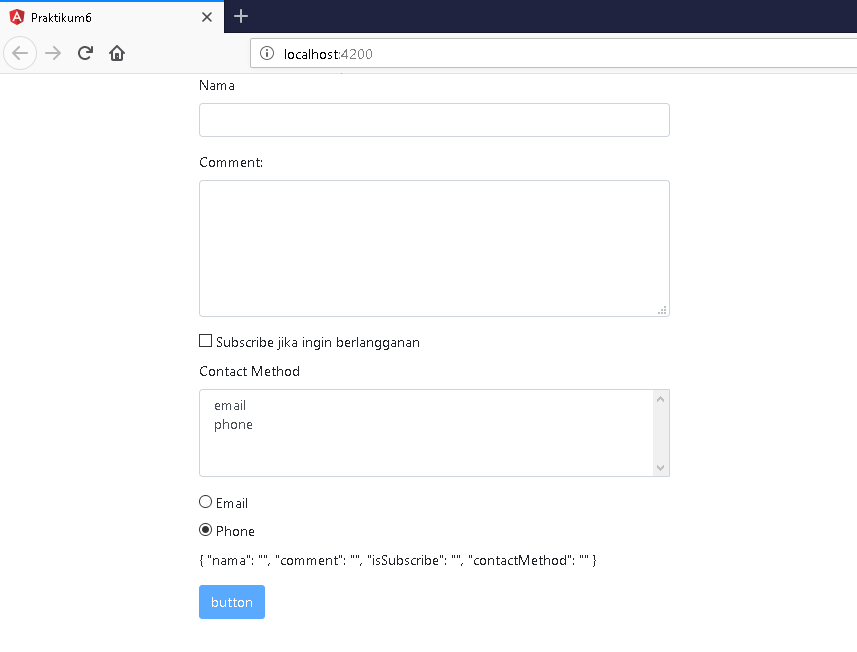 Praktikum6
localhost:4200
Nama
Comment:
Subscribe jika ingin berlangganan
Contact Method
email
phone
Email
Phone
{ "nama": "", "comment": "", "isSubscribe": "", "contactMethod": "" }
button